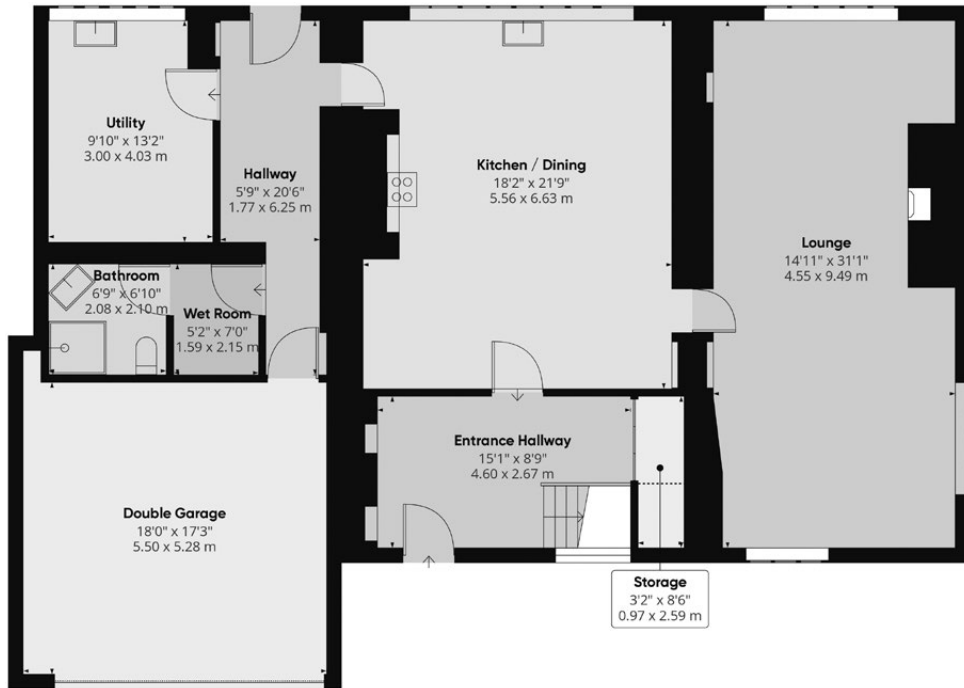 Utility
9'10" x 13'2"
3.00 x 4.03 m
Hallway
5'9" x 20'6"
1.77 x 6.25 m
Kitchen / Dining
18'2" x 21'9"
5.56 x 6.63 m
Lounge
14'11" x 31'1"
4.55 x 9.49 m
Bathroom
6'9" x 6'10"
2.08 x 2.10 m
Wet Room
5'2" x 7'0"
1.59 x 2.15 m
Entrance Hallway
15'1" x 8'9"
4.60 x 2.67 m
Double Garage
18'0" x 17'3"
5.50 x 5.28 m
Storage
3'2" x 8'6"
0.97 x 2.59 m